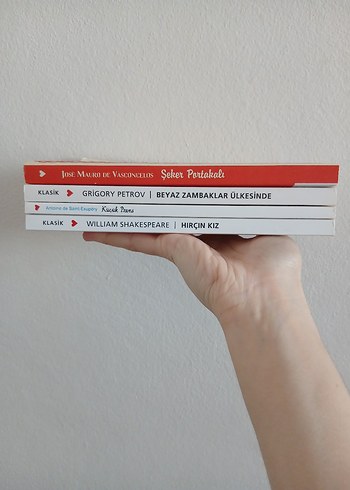 JOSÉ MAURO DE VASCONCELOS Şeker Portakalı
KLASİK GRİGORY PETROV | BEYAZ ZAMBAKLAR ÜLKESİNDE
Antoine de Saint-Exupéry Küçük Prens
KLASİK WILLIAM SHAKESPEARE | HIRÇIN KIZ